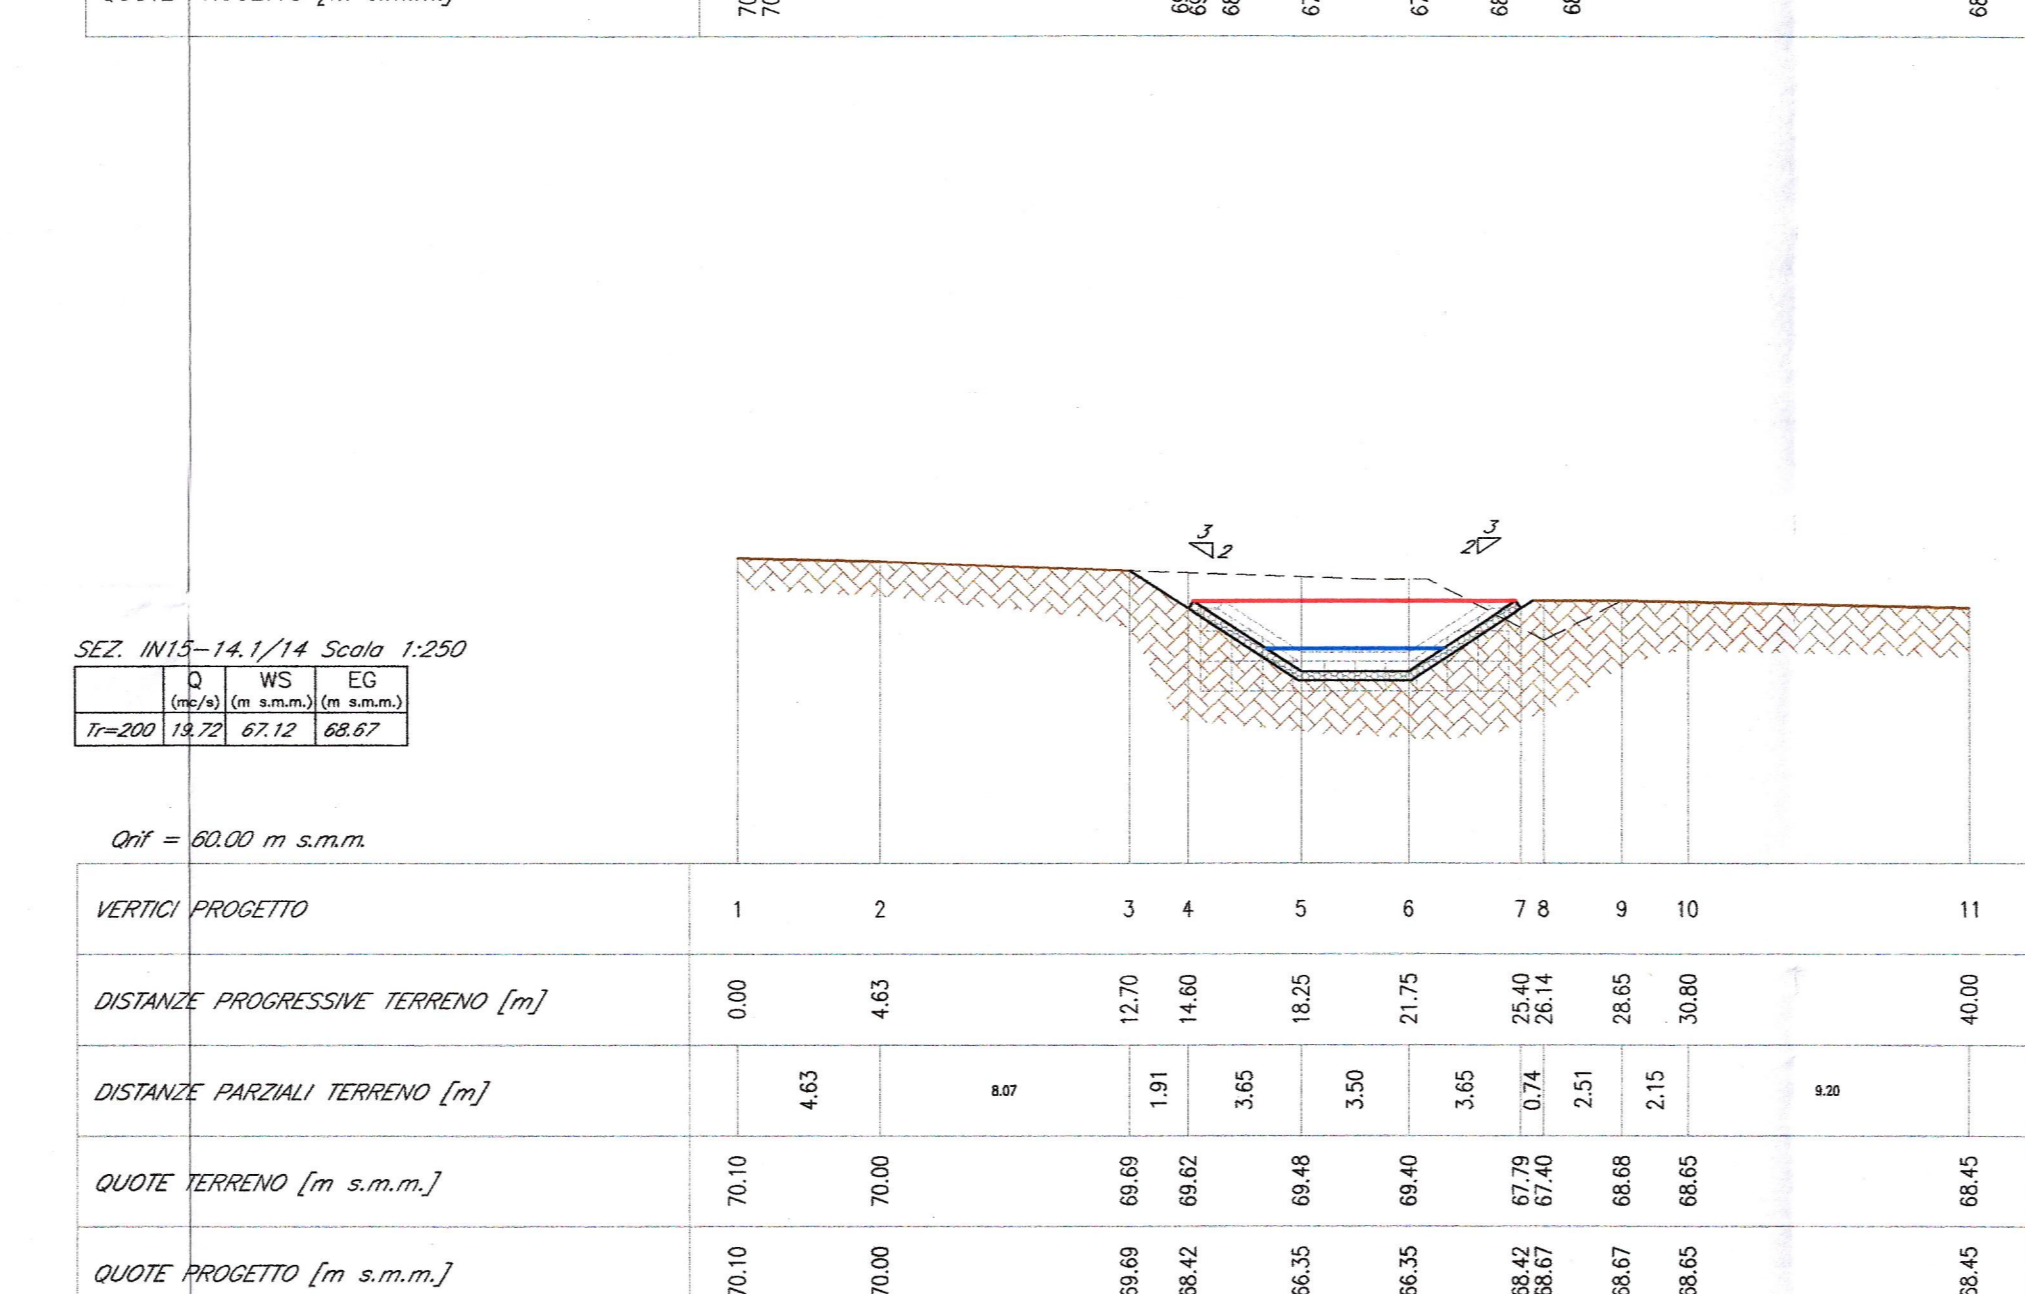 3
2
3
2
SEZ. IN15-14.1/14 Scala 1:250
Q WS EG
(mc/s) (m s.m.m.) (m s.m.m.)
Tr=200 19.72 67.12 68.67
Qrif = 60.00 m s.m.m.
VERTICI PROGETTO 1 2 3 4 5 6 7 8 9 10 11
DISTANZE PROGRESSIVE TERRENO [m] 0.00 4.63 12.70 14.60 18.25 21.75 25.40 26.14 28.65 30.80 40.00
DISTANZE PARZIALI TERRENO [m] 4.63 8.07 1.91 3.65 3.50 3.65 0.74 2.51 2.15 9.20
QUOTE TERRENO [m s.m.m.] 70.10 70.00 69.69 69.62 69.48 69.40 67.79 67.40 68.68 68.65 68.45
QUOTE PROGETTO [m s.m.m.] 70.10 70.00 69.69 68.42 66.35 66.35 68.42 68.67 68.67 68.65 68.45